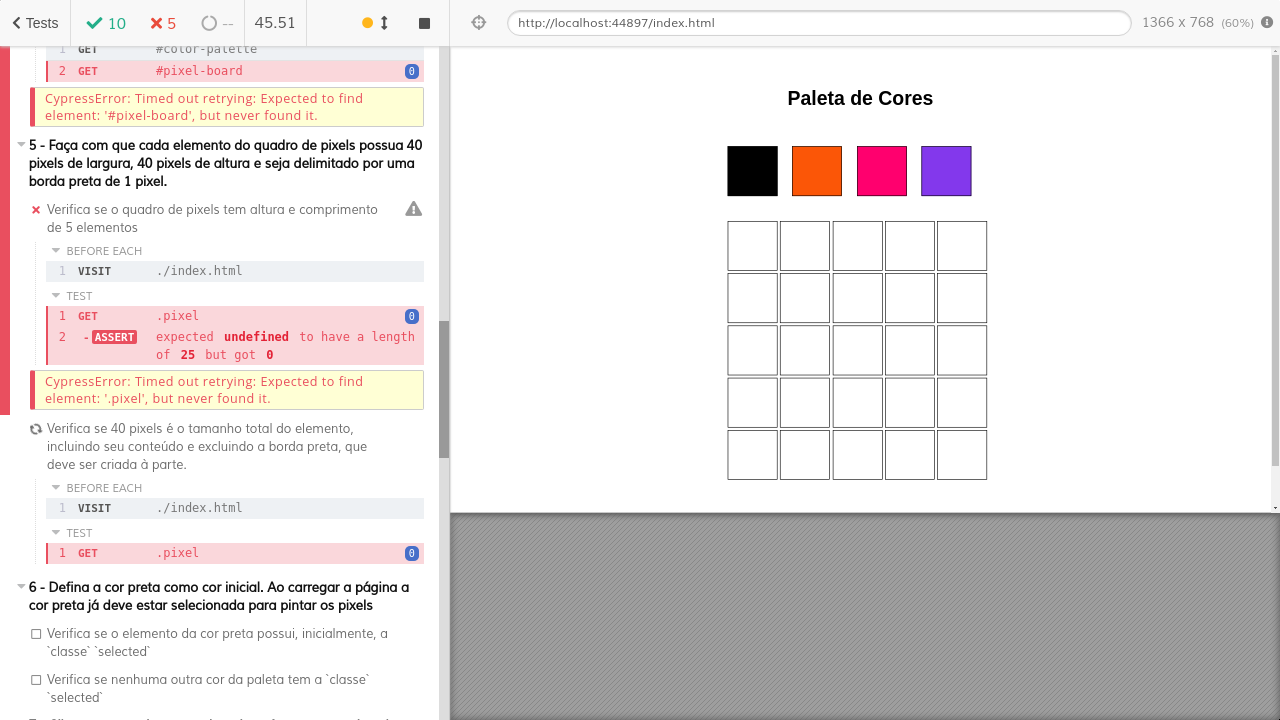 Tests
10
5
--
45.51
http://localhost:44897/index.html
1366 x 768 (60%)
1 GET #color-palette
2 GET #pixel-board 0
CypressError: Timed out retrying: Expected to find
element: '#pixel-board', but never found it.
5 - Faça com que cada elemento do quadro de pixels possua 40
pixels de largura, 40 pixels de altura e seja delimitado por uma
borda preta de 1 pixel.
Verifica se o quadro de pixels tem altura e comprimento
de 5 elementos
BEFORE EACH
1 VISIT ./index.html
TEST
1 GET .pixel 0
2 -ASSERT expected undefined to have a length
of 25 but got 0
CypressError: Timed out retrying: Expected to find
element: '.pixel', but never found it.
Verifica se 40 pixels é o tamanho total do elemento,
incluindo seu conteúdo e excluindo a borda preta, que
deve ser criada à parte.
BEFORE EACH
1 VISIT ./index.html
TEST
1 GET .pixel 0
6 - Defina a cor preta como cor inicial. Ao carregar a página a
cor preta já deve estar selecionada para pintar os pixels
Verifica se o elemento da cor preta possui, inicialmente, a
`classe` `selected`
Verifica se nenhuma outra cor da paleta tem a `classe`
`selected`
Paleta de Cores